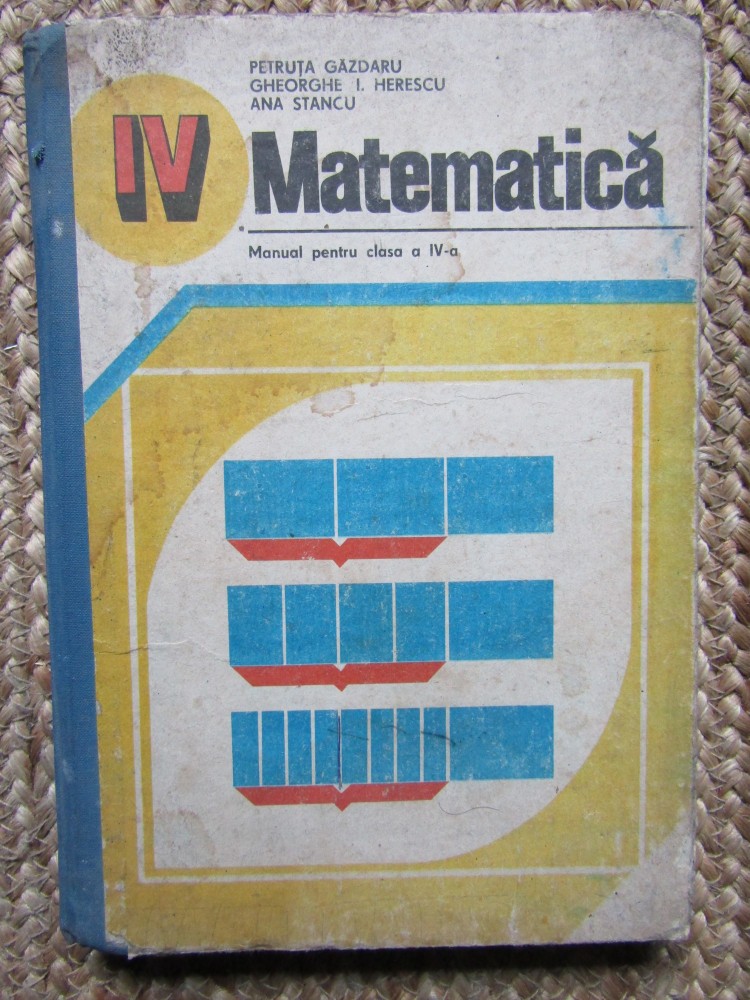 PETRUȚA GĂZDARU
GHEORGHE I. HERESCU
ANA STANCU
IV
Matematică
Manual pentru clasa a IV-a